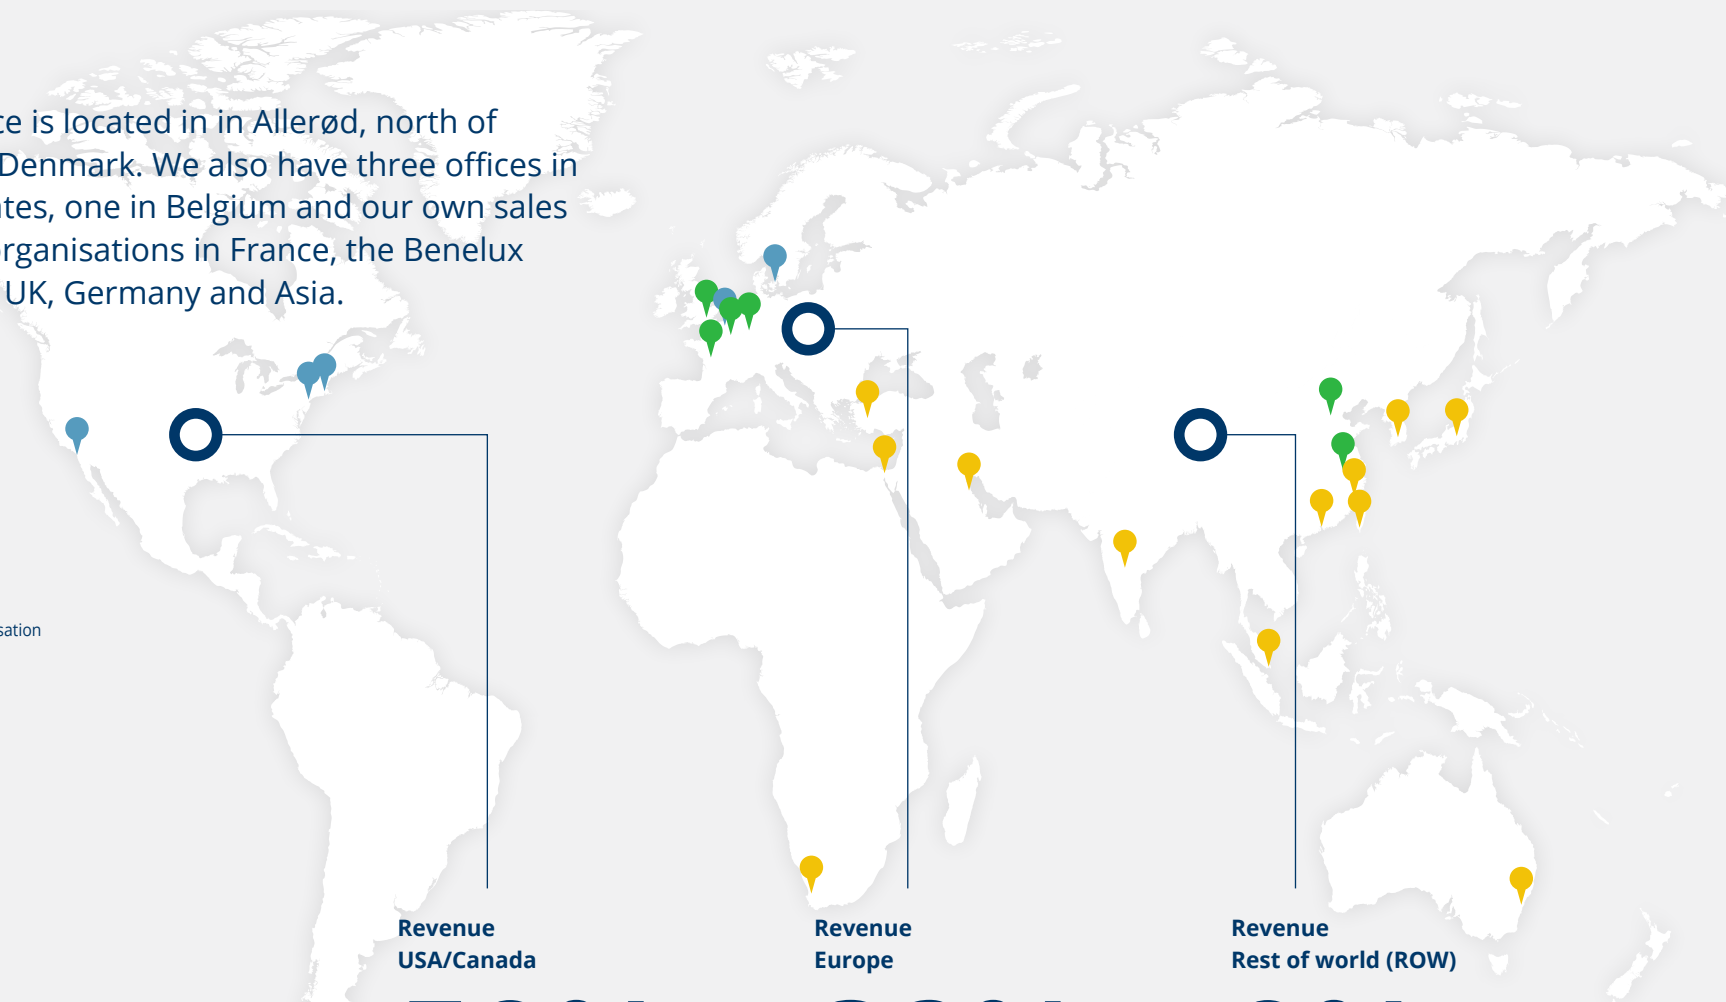 ce is located in in Allerød, north of
Denmark. We also have three offices in
tes, one in Belgium and our own sales
rganisations in France, the Benelux
UK, Germany and Asia.
sation
Revenue
USA/Canada
Revenue
Europe
Revenue
Rest of world (ROW)